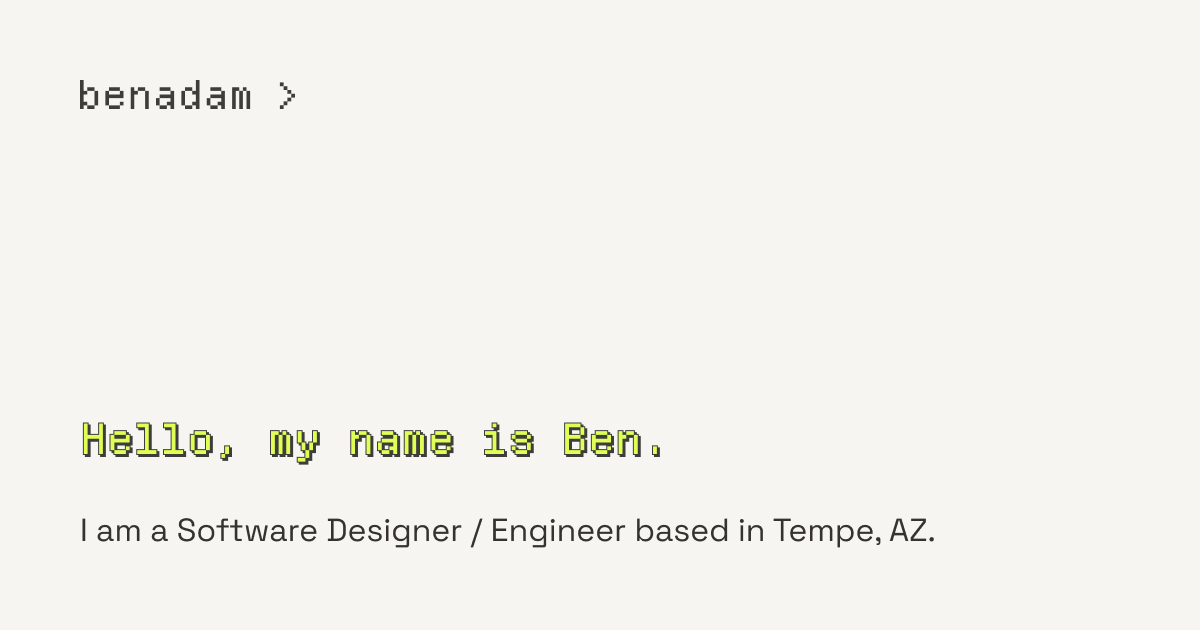 benadam >
Hello, my name is Ben.
I am a Software Designer / Engineer based in Tempe, AZ.